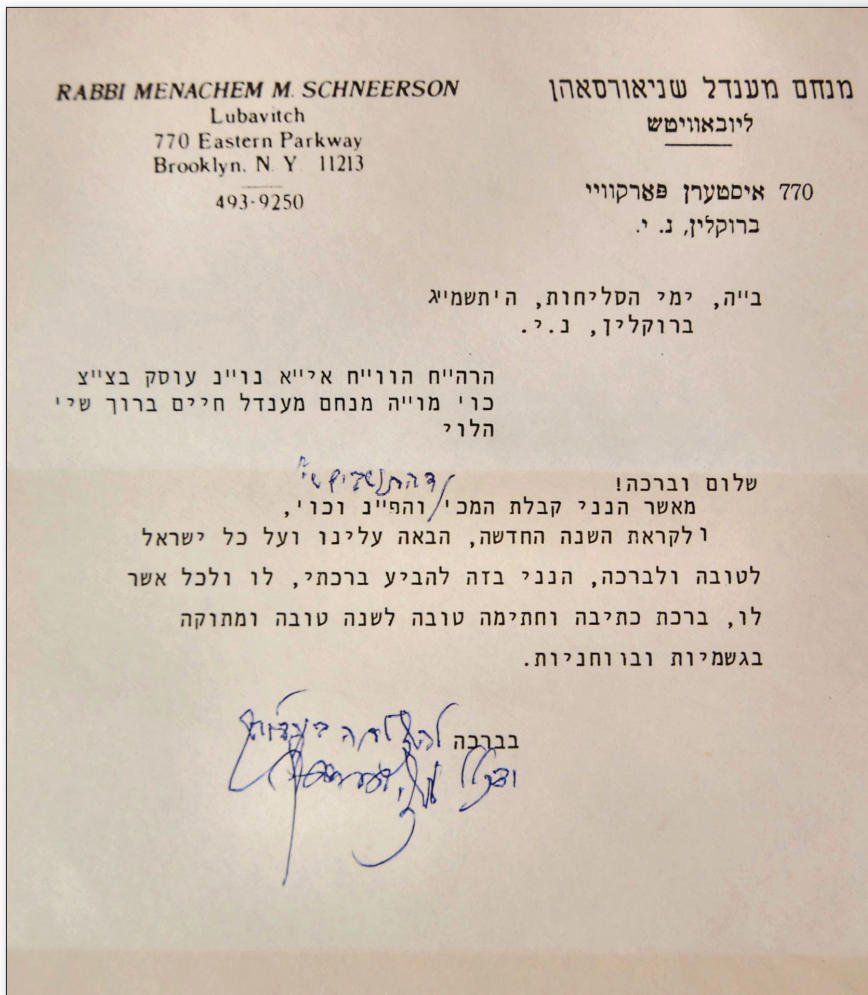 RABBI MENACHEM M. SCHNEERSON
Lubavitch
770 Eastern Parkway
Brooklyn, N. Y. 11213
493-9250
מנחם מענדל שניאורסאהן
ליובאוויטש
770 איסטערן פארקוויי
ברוקלין, נ. י.
ב״ה, ימי הסליחות, ה'תשמ״ג
ברוקלין, נ.י.
הרה״ח הוו״ח אי״א נו״נ עוסק בצ״צ
כו' מו״ה מנחם מענדל חיים ברוך שי'
הלוי
שלום וברכה!
מאשר הנני קבלת המכ' והפ״נ וכו',
ולקראת השנה החדשה, הבאה עלינו ועל כל ישראל
לטובה ולברכה, הנני בזה להביע ברכתי, לו ולכל אשר
לו, ברכת כתיבה וחתימה טובה לשנה טובה ומתוקה
בגשמיות וברוחניות.
בברכה